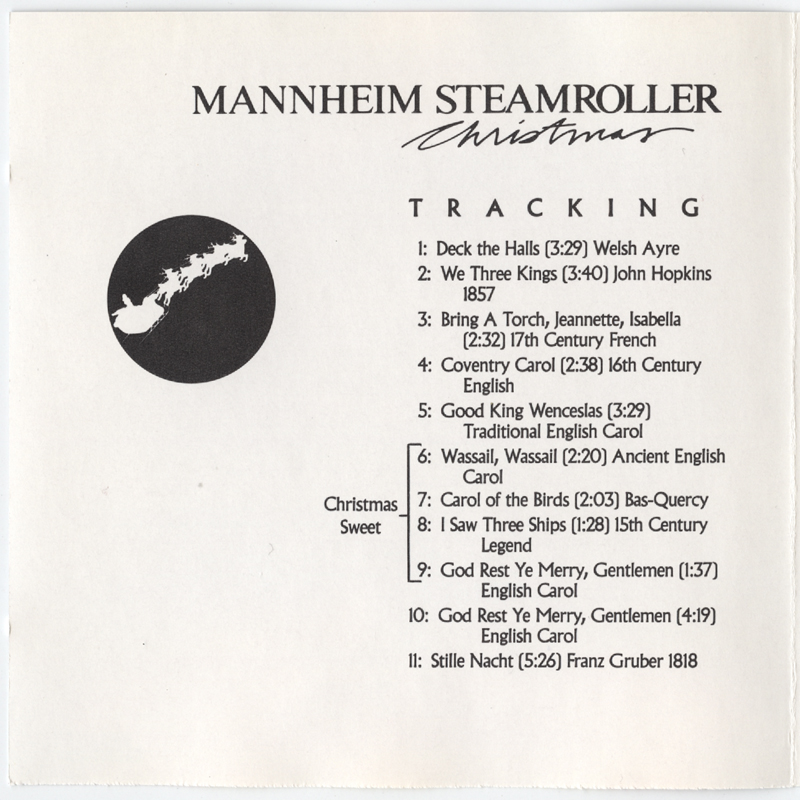 MANNHEIM STEAMROLLER
Christmas
TRACKING
1: Deck the Halls (3:29) Welsh Ayre
2: We Three Kings (3:40) John Hopkins
1857
3: Bring A Torch, Jeannette, Isabella
(2:32) 17th Century French
4: Coventry Carol (2:38) 16th Century
English
5: Good King Wenceslas (3:29)
Traditional English Carol
Christmas
Sweet
6: Wassail, Wassail (2:20) Ancient English
Carol
7: Carol of the Birds (2:03) Bas-Quercy
8: I Saw Three Ships (1:28) 15th Century
Legend
9: God Rest Ye Merry, Gentlemen (1:37)
English Carol
10: God Rest Ye Merry, Gentlemen (4:19)
English Carol
11: Stille Nacht (5:26) Franz Gruber 1818